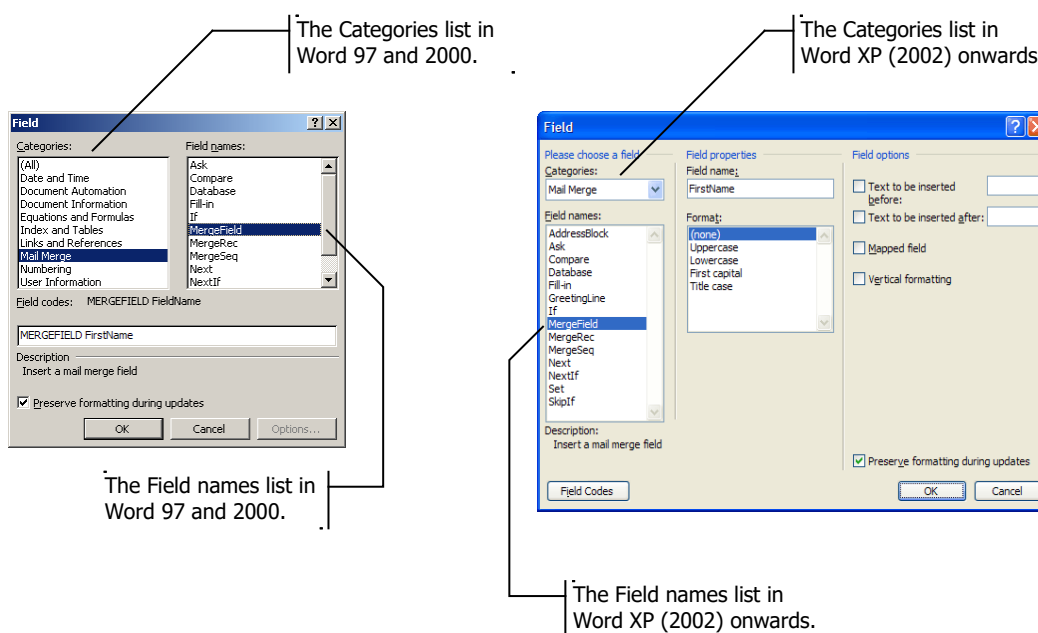 The Categories list in
Word 97 and 2000.
The Categories list in
Word XP (2002) onwards
Field
Categories:
Field names:
(All)
Date and Time
Document Automation
Document Information
Equations and Formulas
Index and Tables
Links and References
Mail Merge
Numbering
User Information
Ask
Compare
Database
Fill-in
If
MergeField
MergeRec
MergeSeq
Next
NextIf
Field codes: MERGEFIELD FieldName
MERGEFIELD FirstName
Description
Insert a mail merge field
Preserve formatting during updates
OK
Cancel
Options...
The Field names list in
Word 97 and 2000.
Field
Please choose a field
Categories:
Mail Merge
Field names:
AddressBlock
Ask
Compare
Database
Fill-in
GreetingLine
If
MergeField
MergeRec
MergeSeq
Next
NextIf
Set
SkipIf
Description:
Insert a mail merge field
Field Codes
Field properties
Field name:
FirstName
Format:
(none)
Uppercase
Lowercase
First capital
Title case
Field options
Text to be inserted
before:
Text to be inserted after:
Mapped field
Vertical formatting
Preserve formatting during updates
OK
Cancel
The Field names list in
Word XP (2002) onwards.